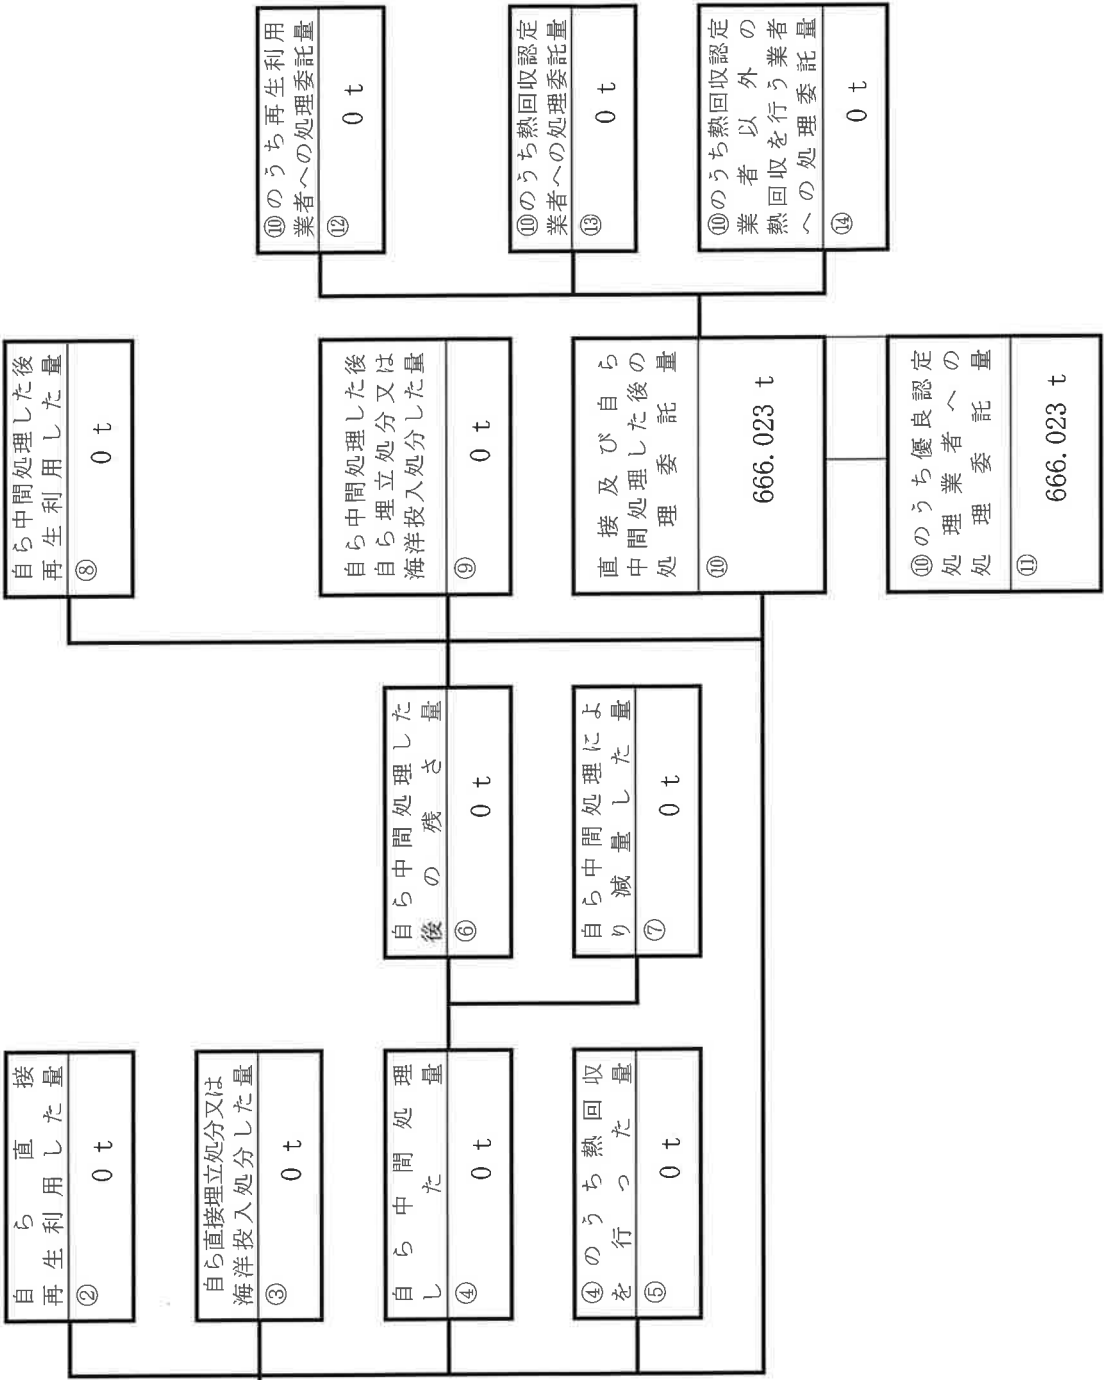 自ら直接
再生利用した量
② 0 t
自ら直接埋立処分又は
海洋投入処分した量
③ 0 t
自ら中間処理
した量
④ 0 t
④のうち熱回収
を行った量
⑤ 0 t
自ら中間処理した
後の残さ量
⑥ 0 t
自ら中間処理によ
り減量した量
⑦ 0 t
自ら中間処理した後
再生利用した量
⑧ 0 t
自ら中間処理した後
自ら埋立処分又は
海洋投入処分した量
⑨ 0 t
直接及び自ら
中間処理した後の
処理委託量
⑩ 666.023 t
⑩のうち優良認定
処理業者への
処理委託量
⑪ 666.023 t
⑩のうち再生利用
業者への処理委託量
⑫ 0 t
⑩のうち熱回収認定
業者への処理委託量
⑬ 0 t
⑩のうち熱回収認定
業者以外の
熱回収を行う業者
への処理委託量
⑭ 0 t